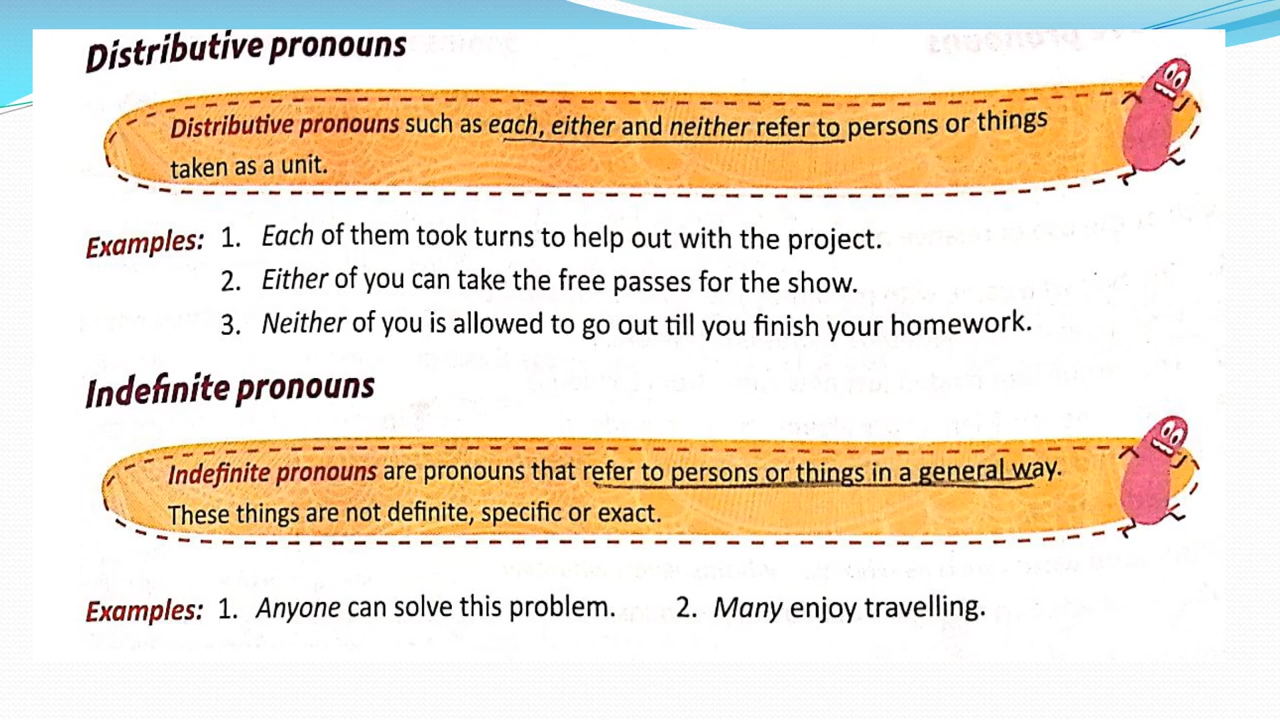 Distributive pronouns
Distributive pronouns such as each, either and neither refer to persons or things
taken as a unit.
Examples: 1. Each of them took turns to help out with the project.
2. Either of you can take the free passes for the show.
3. Neither of you is allowed to go out till you finish your homework.
Indefinite pronouns
Indefinite pronouns are pronouns that refer to persons or things in a general way.
These things are not definite, specific or exact.
Examples: 1. Anyone can solve this problem. 2. Many enjoy travelling.